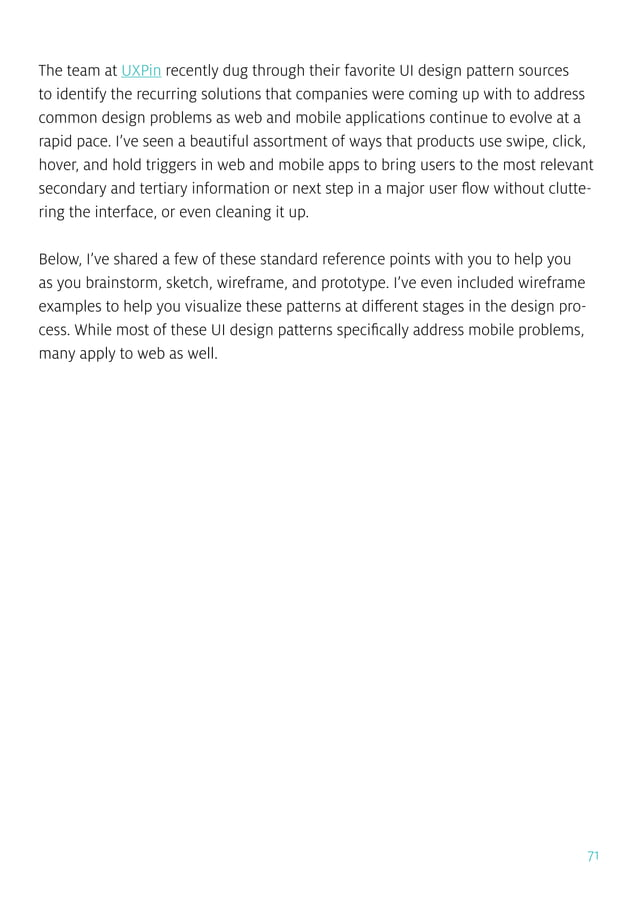 The team at UXPin recently dug through their favorite UI design pattern sources
to identify the recurring solutions that companies were coming up with to address
common design problems as web and mobile applications continue to evolve at a
rapid pace. I’ve seen a beautiful assortment of ways that products use swipe, click,
hover, and hold triggers in web and mobile apps to bring users to the most relevant
secondary and tertiary information or next step in a major user flow without clutte-
ring the interface, or even cleaning it up.
Below, I’ve shared a few of these standard reference points with you to help you
as you brainstorm, sketch, wireframe, and prototype. I’ve even included wireframe
examples to help you visualize these patterns at different stages in the design pro-
cess. While most of these UI design patterns specifically address mobile problems,
many apply to web as well.
71